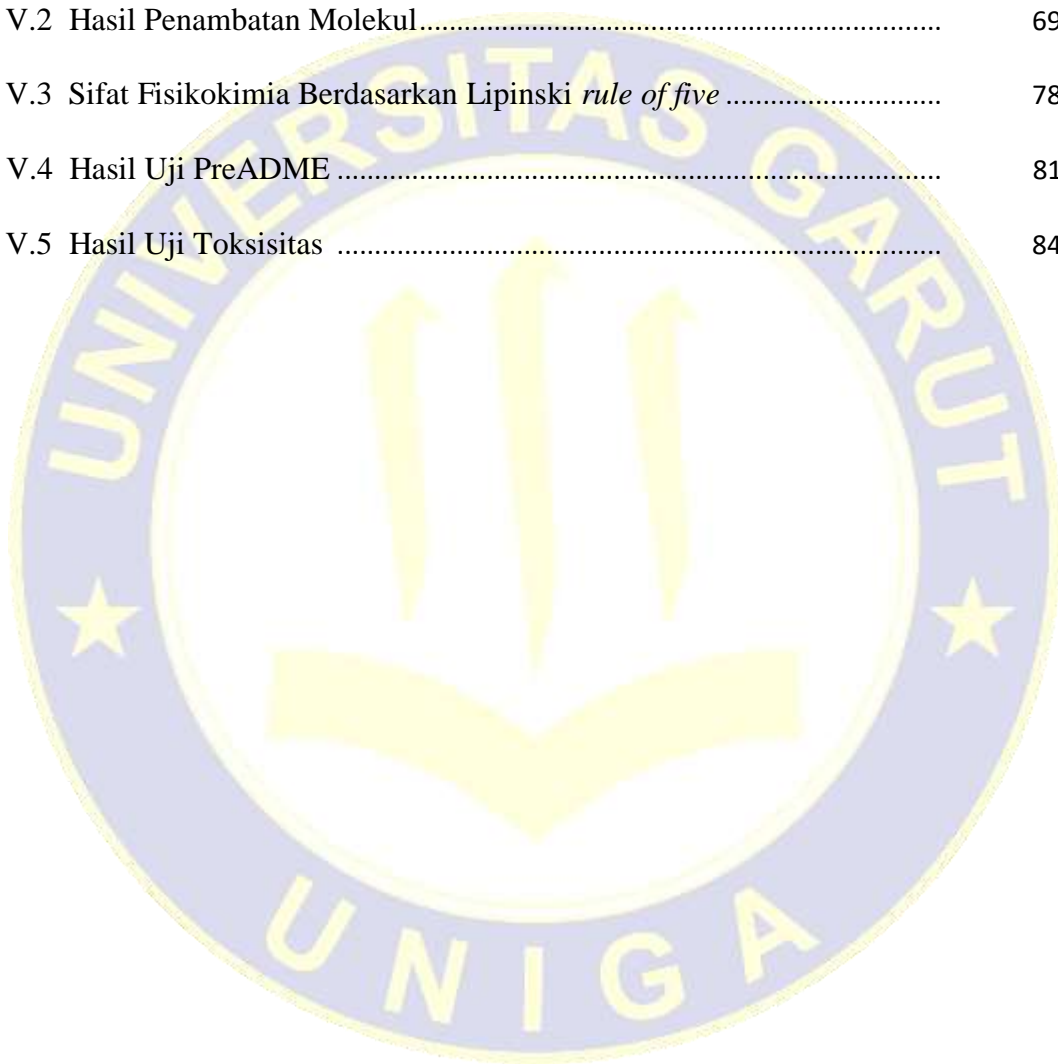 V.2 Hasil Penambatan Molekul.................................................................. 69
V.3 Sifat Fisikokimia Berdasarkan Lipinski rule of five ........................... 78
V.4 Hasil Uji PreADME ............................................................................ 81
V.5 Hasil Uji Toksisitas ............................................................................ 84
UNIVERSITAS GARUT
UNIGA